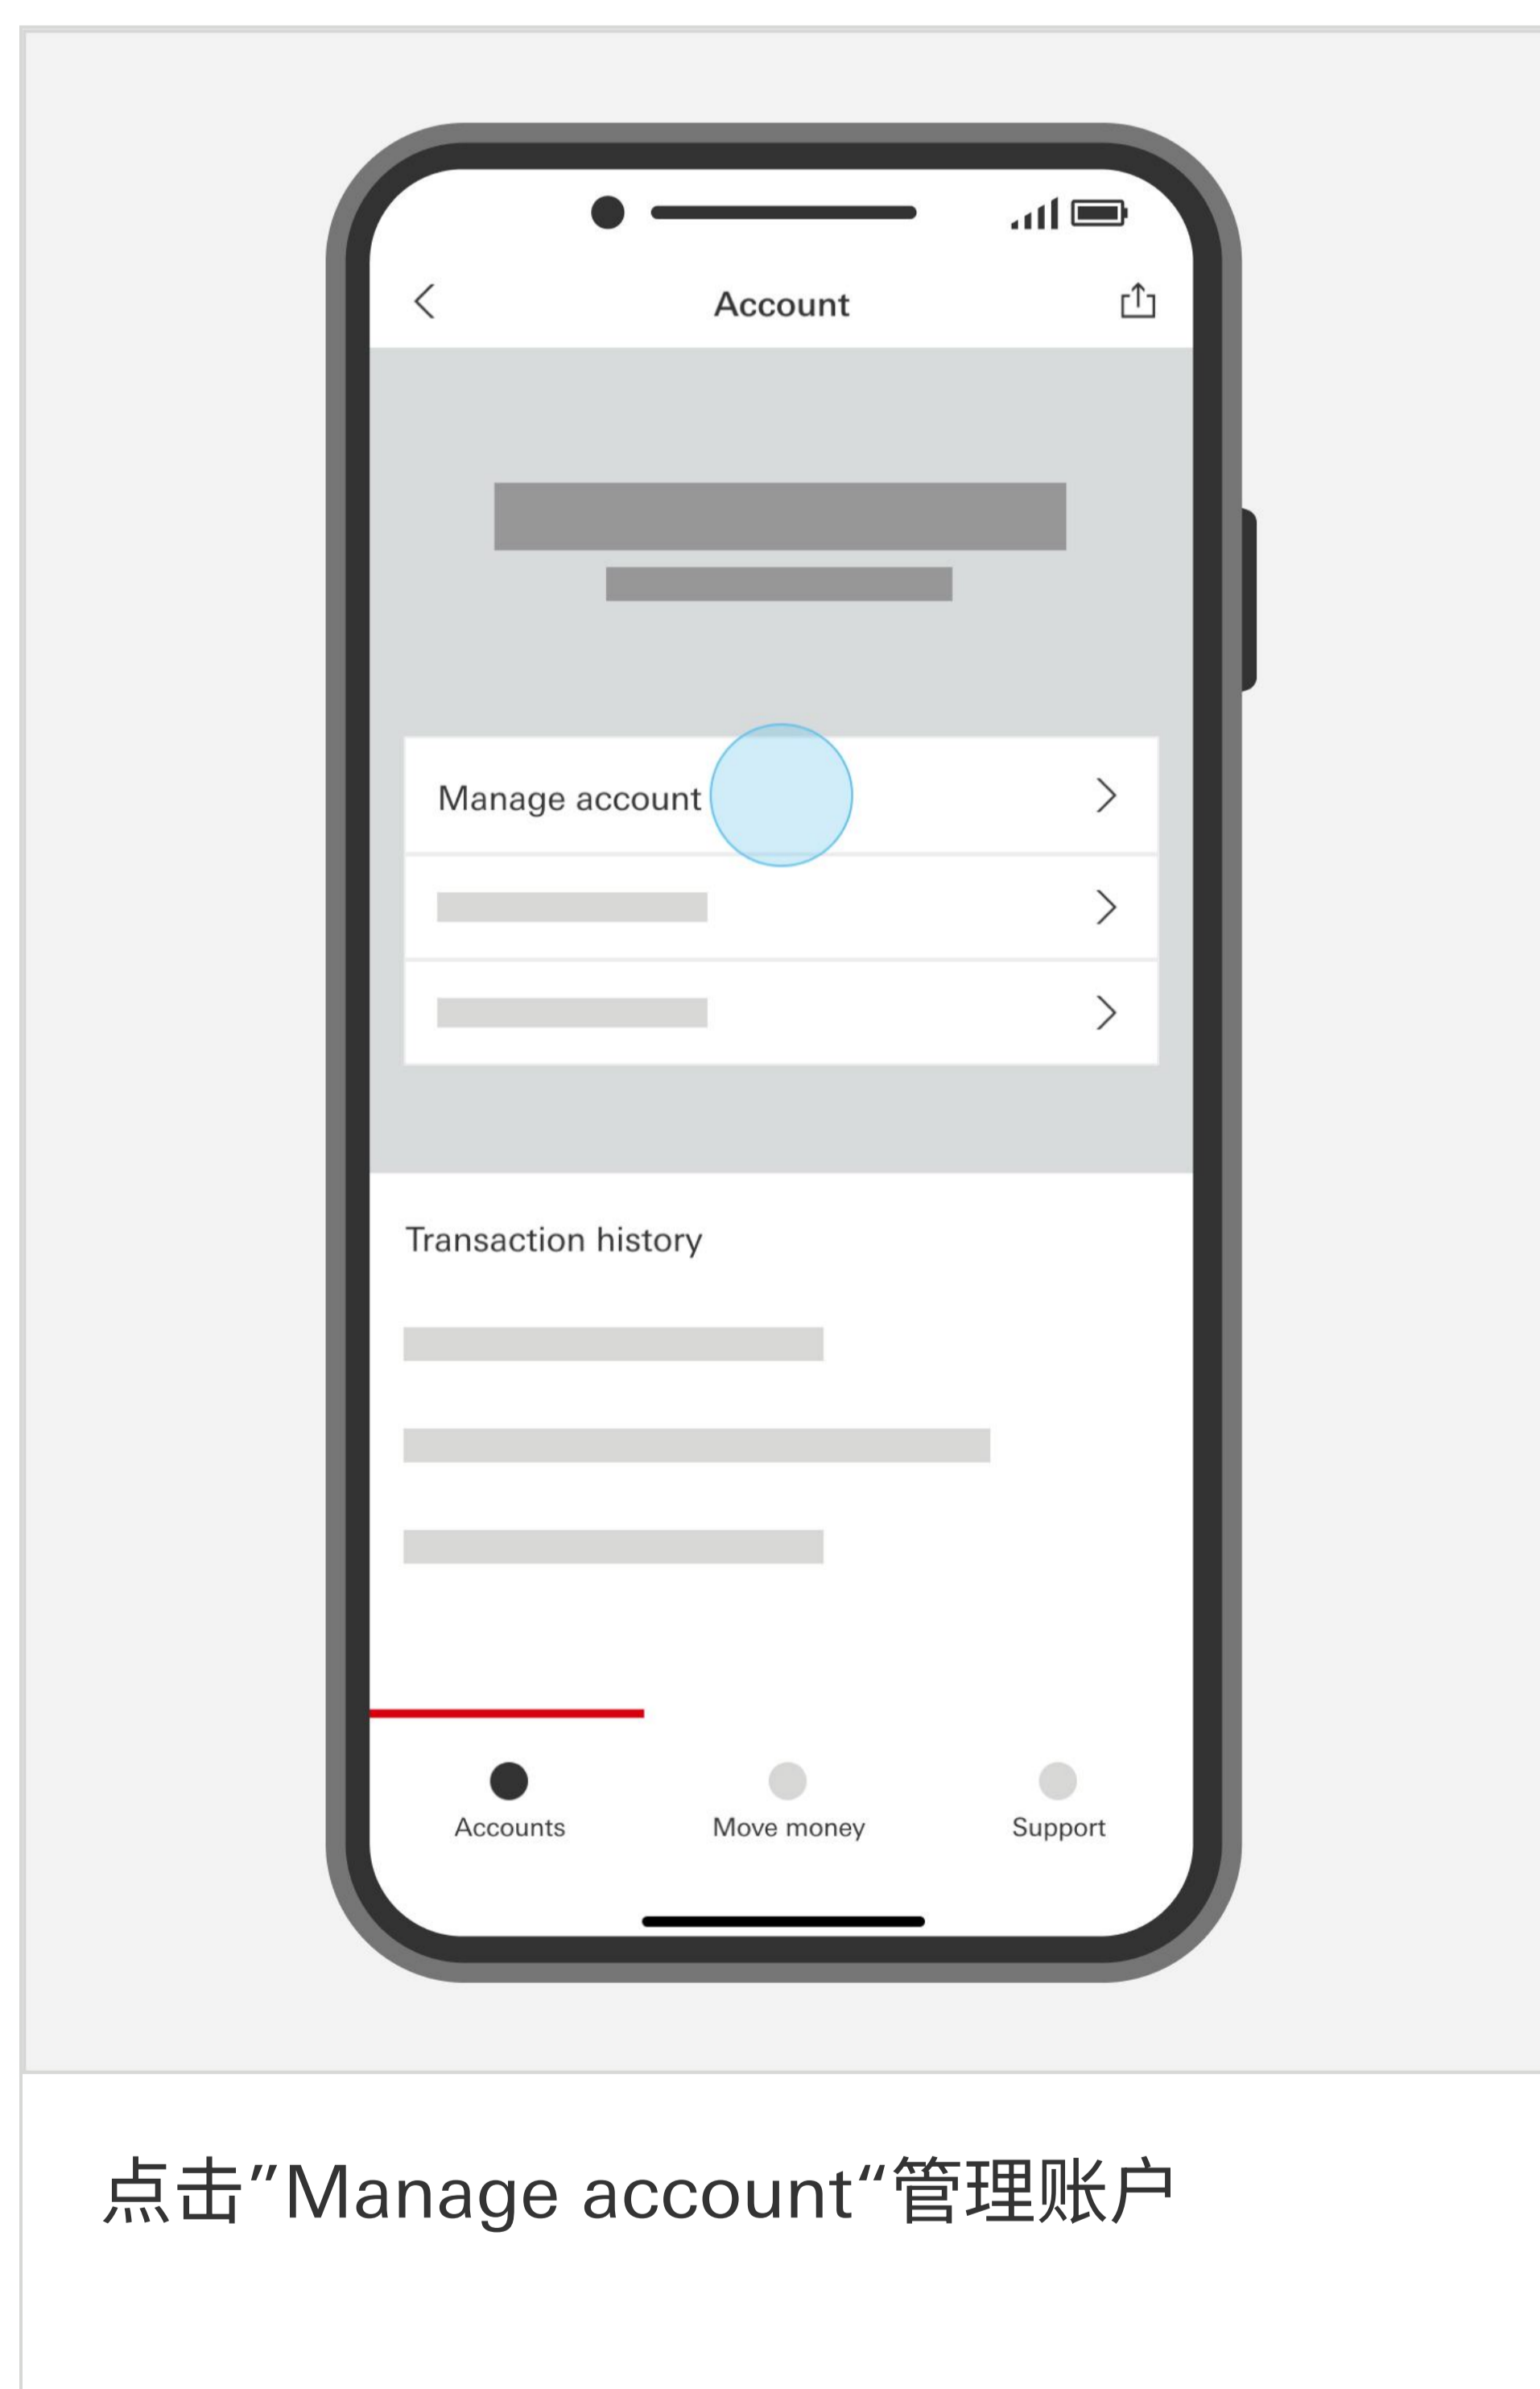 Account
Manage account
Transaction history
Accounts
Move money
Support
点击”Manage account“管理账户